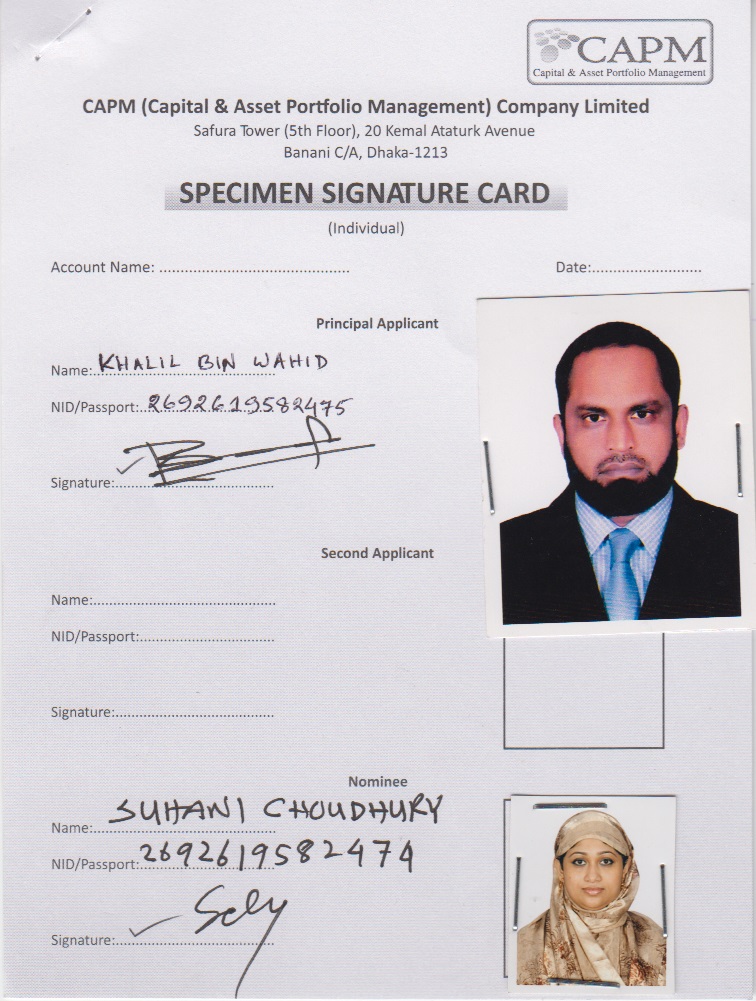 CAPM
Capital & Asset Portfolio Management
CAPM (Capital & Asset Portfolio Management) Company Limited
Safura Tower (5th Floor), 20 Kemal Ataturk Avenue
Banani C/A, Dhaka-1213
SPECIMEN SIGNATURE CARD
(Individual)
Account Name: ............................................. Date:..........................
Principal Applicant
Name: KHALIL BIN WAHID
NID/Passport: 2692619582475
Signature:
Second Applicant
Name:
NID/Passport:
Signature:
Nominee
Name: SUHANI CHOUDHURY
NID/Passport: 2692619582474
Signature: